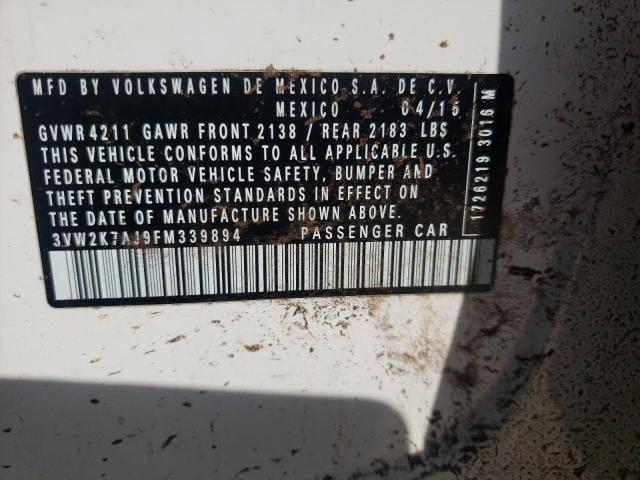 MFD BY VOLKSWAGEN DE MEXICO S.A. DE C.V.
MEXICO 04/15
GVWR 4211 GAWR FRONT 2138 / REAR 2183 LBS
THIS VEHICLE CONFORMS TO ALL APPLICABLE U.S.
FEDERAL MOTOR VEHICLE SAFETY, BUMPER AND
THEFT PREVENTION STANDARDS IN EFFECT ON
THE DATE OF MANUFACTURE SHOWN ABOVE.
3VW2K7AJ9FM339894 PASSENGER CAR
1726219 3016 M